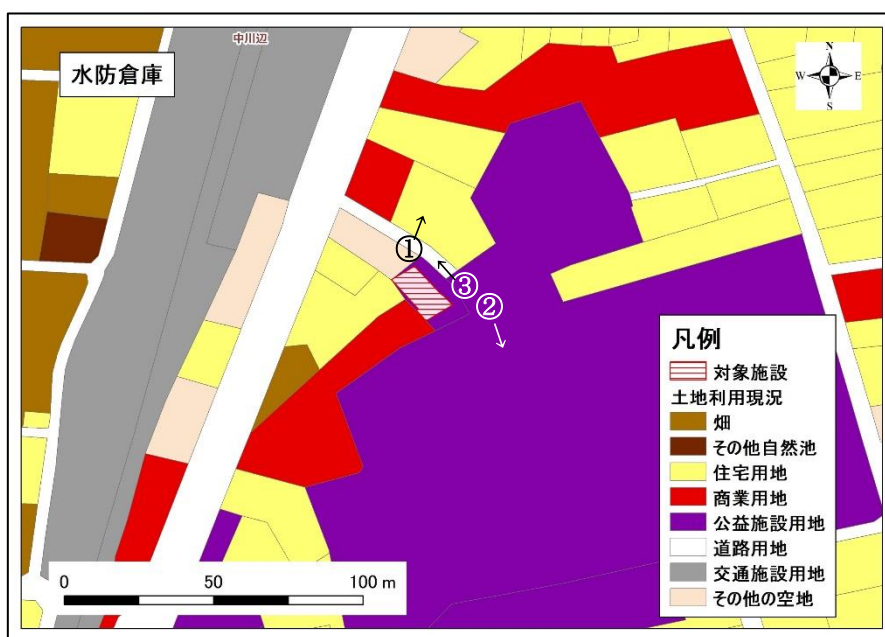 中川辺
水防倉庫
N
W E
S
①
③
②
凡例
対象施設
土地利用現況
畑
その他自然池
住宅用地
商業用地
公益施設用地
道路用地
交通施設用地
その他の空地
0 50 100 m